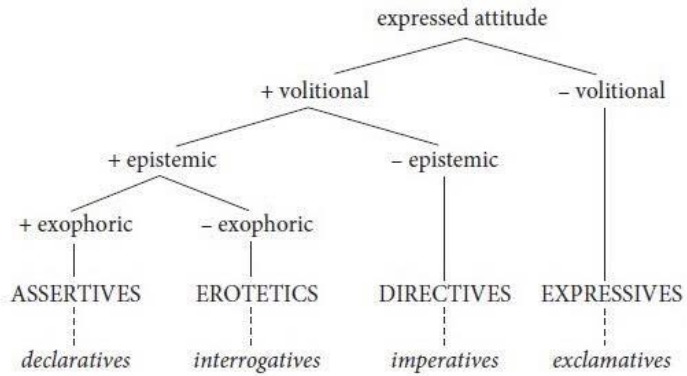 expressed attitude
+ volitional – volitional
+ epistemic – epistemic
+ exophoric – exophoric
ASSERTIVES EROTETICS DIRECTIVES EXPRESSIVES
declaratives interrogatives imperatives exclamatives